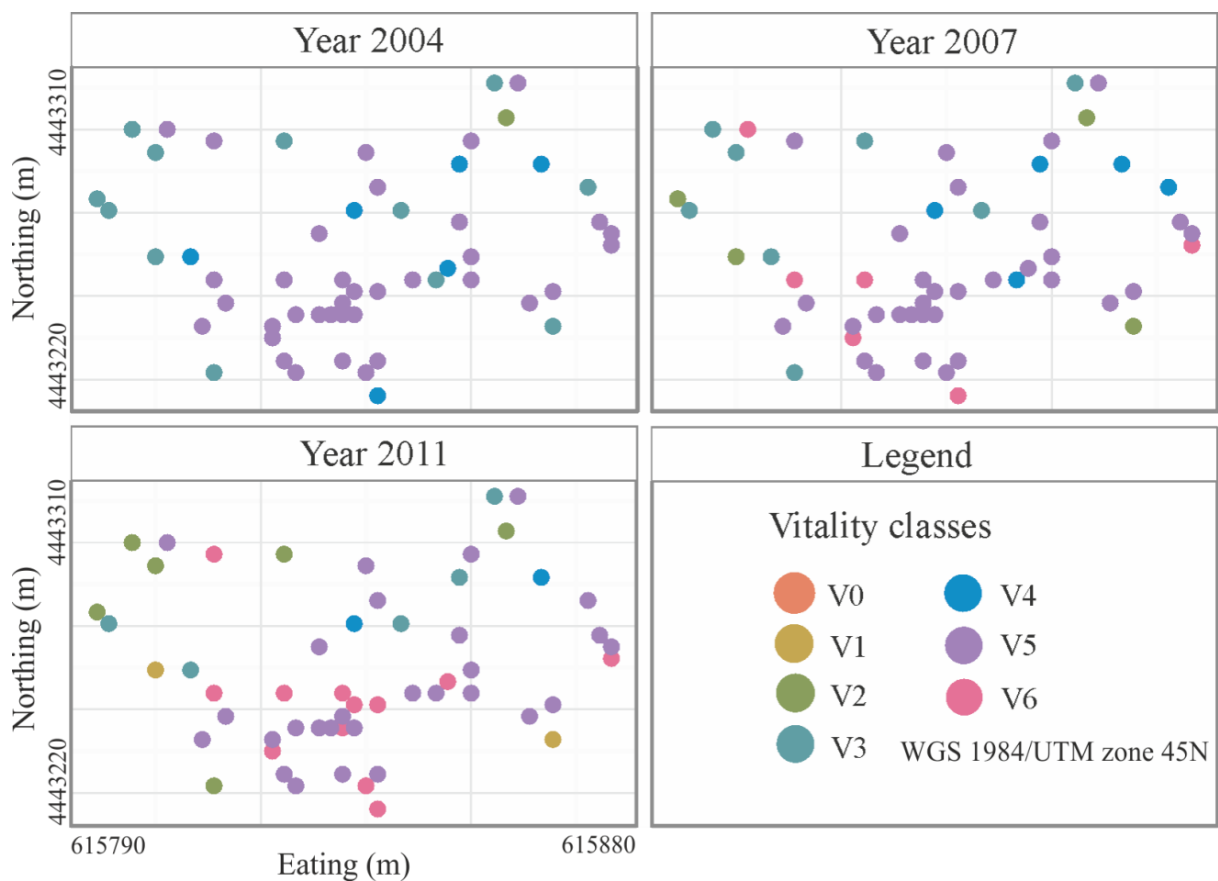 Year 2004
Year 2007
4443310
4443220
Northing (m)
Year 2011
Legend
4443310
4443220
Northing (m)
615790
615880
Eating (m)
Vitality classes
V0
V4
V1
V5
V2
V6
V3
WGS 1984/UTM zone 45N